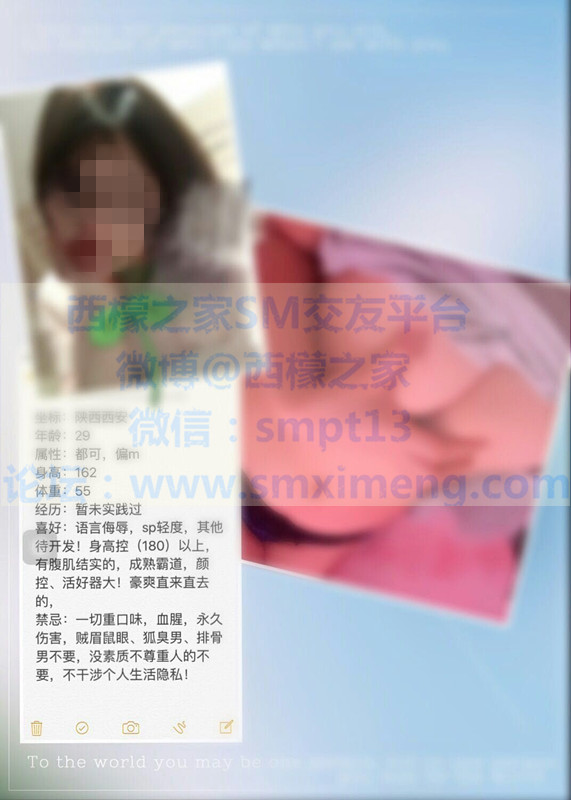 西檬之家SM交友平台
微博@西檬之家
微信：smpt13
论坛：www.smximeng.com
坐标：陕西西安
年龄：29
属性：都可，偏m
身高：162
体重：55
经历：暂未实践过
喜好：语言侮辱，sp轻度，其他
待开发！身高控（180）以上，
有腹肌结实的，成熟霸道，颜
控、活好器大！豪爽直来直去
的，
禁忌：一切重口味，血腥，永久
伤害，贼眉鼠眼、狐臭男、排骨
男不要，没素质不尊重人的不
要，不干涉个人生活隐私！
To the world you may be one